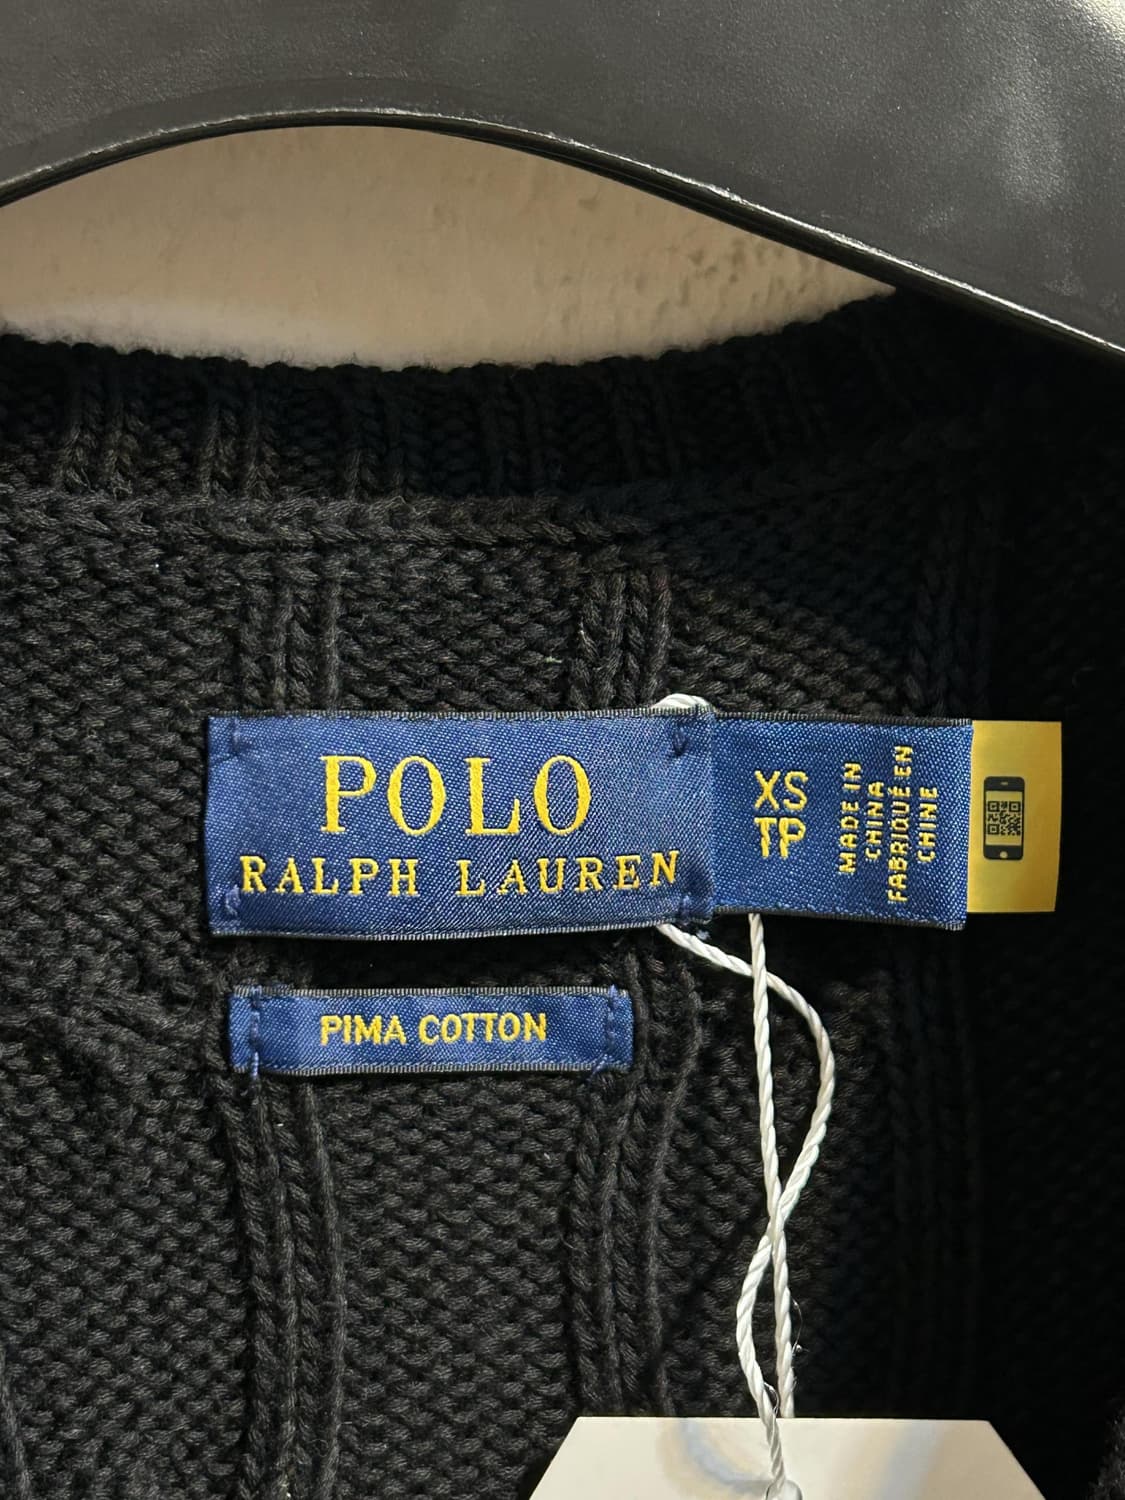 POLO
RALPH LAUREN
XS
TP
MADE IN
CHINA
FABRIQUÉ EN
CHINE
PIMA COTTON